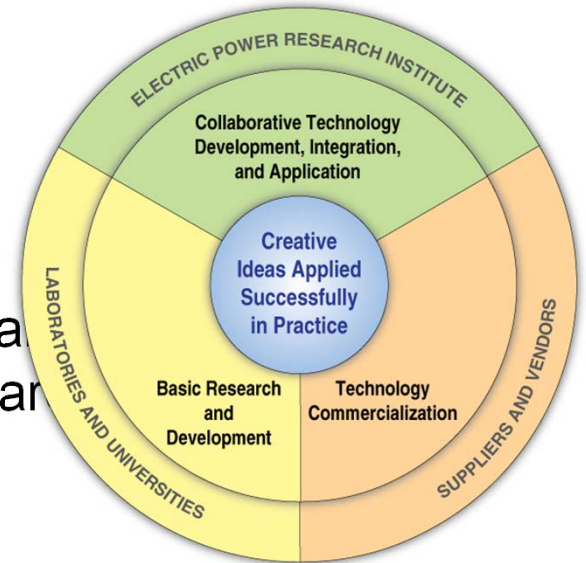 ELECTRIC POWER RESEARCH INSTITUTE
Collaborative Technology
Development, Integration,
and Application
Creative
Ideas Applied
Successfully
in Practice
LABORATORIES AND UNIVERSITIES
Basic Research
and
Development
Technology
Commercialization
SUPPLIERS AND VENDORS